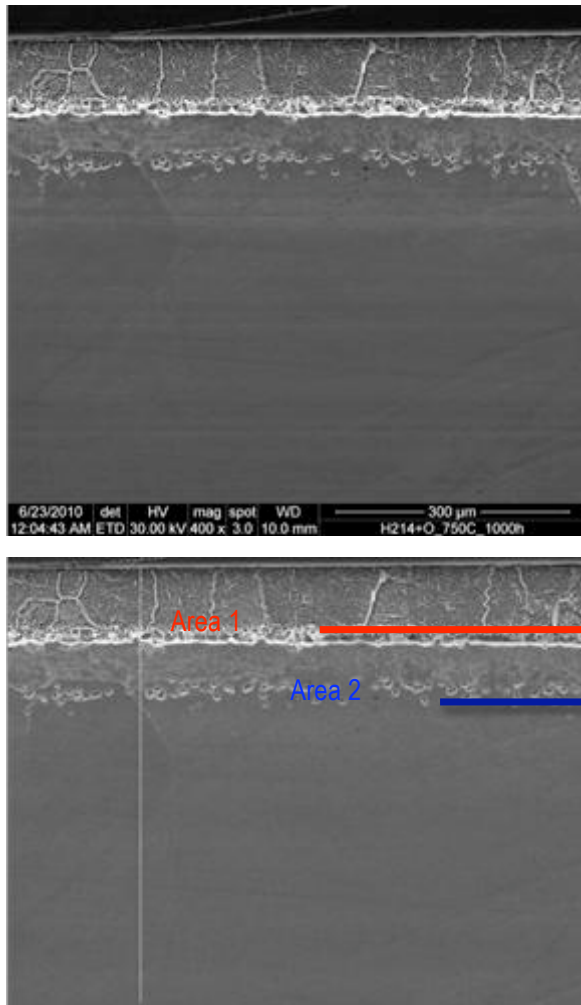 6/23/2010 det HV mag spot WD 300 µm
12:04:43 AM ETD 30.00 kV 400 x 3.0 10.0 mm H214+O_750C_1000h
Area 1
Area 2